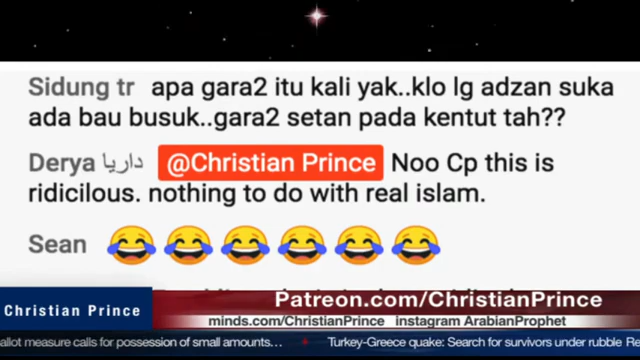 Sidung tr apa gara2 itu kali yak..klo lg adzan suka
ada bau busuk..gara2 setan pada kentut tah??
Derya داريا @Christian Prince Noo Cp this is
ridicilous. nothing to do with real islam.
Sean 😂😂😂😂😂😂
Christian Prince
Patreon.com/ChristianPrince
minds.com/ChristianPrince instagram ArabianProphet
allot measure calls for possession of small amounts… Turkey-Greece quake: Search for survivors under rubble Re